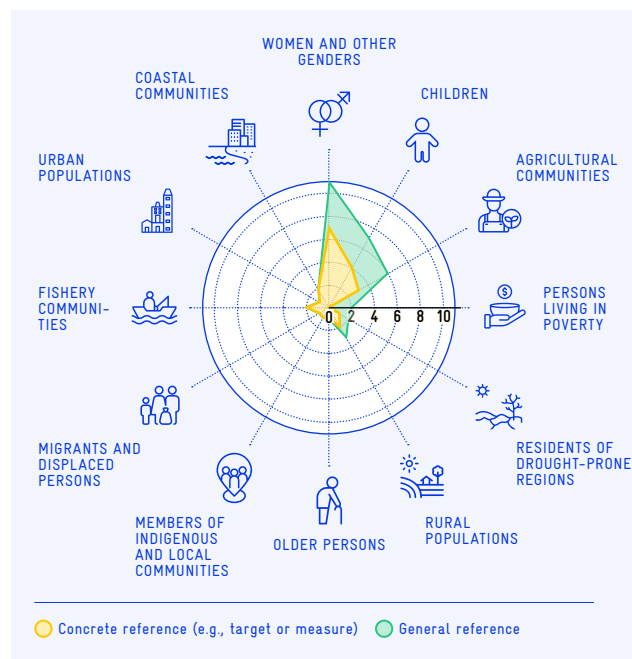 WOMEN AND OTHER
GENDERS
COASTAL
COMMUNITIES
CHILDREN
URBAN
POPULATIONS
AGRICULTURAL
COMMUNITIES
FISHERY
COMMUNI-
TIES
$
PERSONS
LIVING IN
POVERTY
0 2 4 6 8 10
MIGRANTS AND
DISPLACED
PERSONS
RESIDENTS OF
DROUGHT-PRONE
REGIONS
MEMBERS OF
INDIGENOUS
AND LOCAL
COMMUNITIES
OLDER PERSONS
RURAL
POPULATIONS
Concrete reference (e.g., target or measure)
General reference